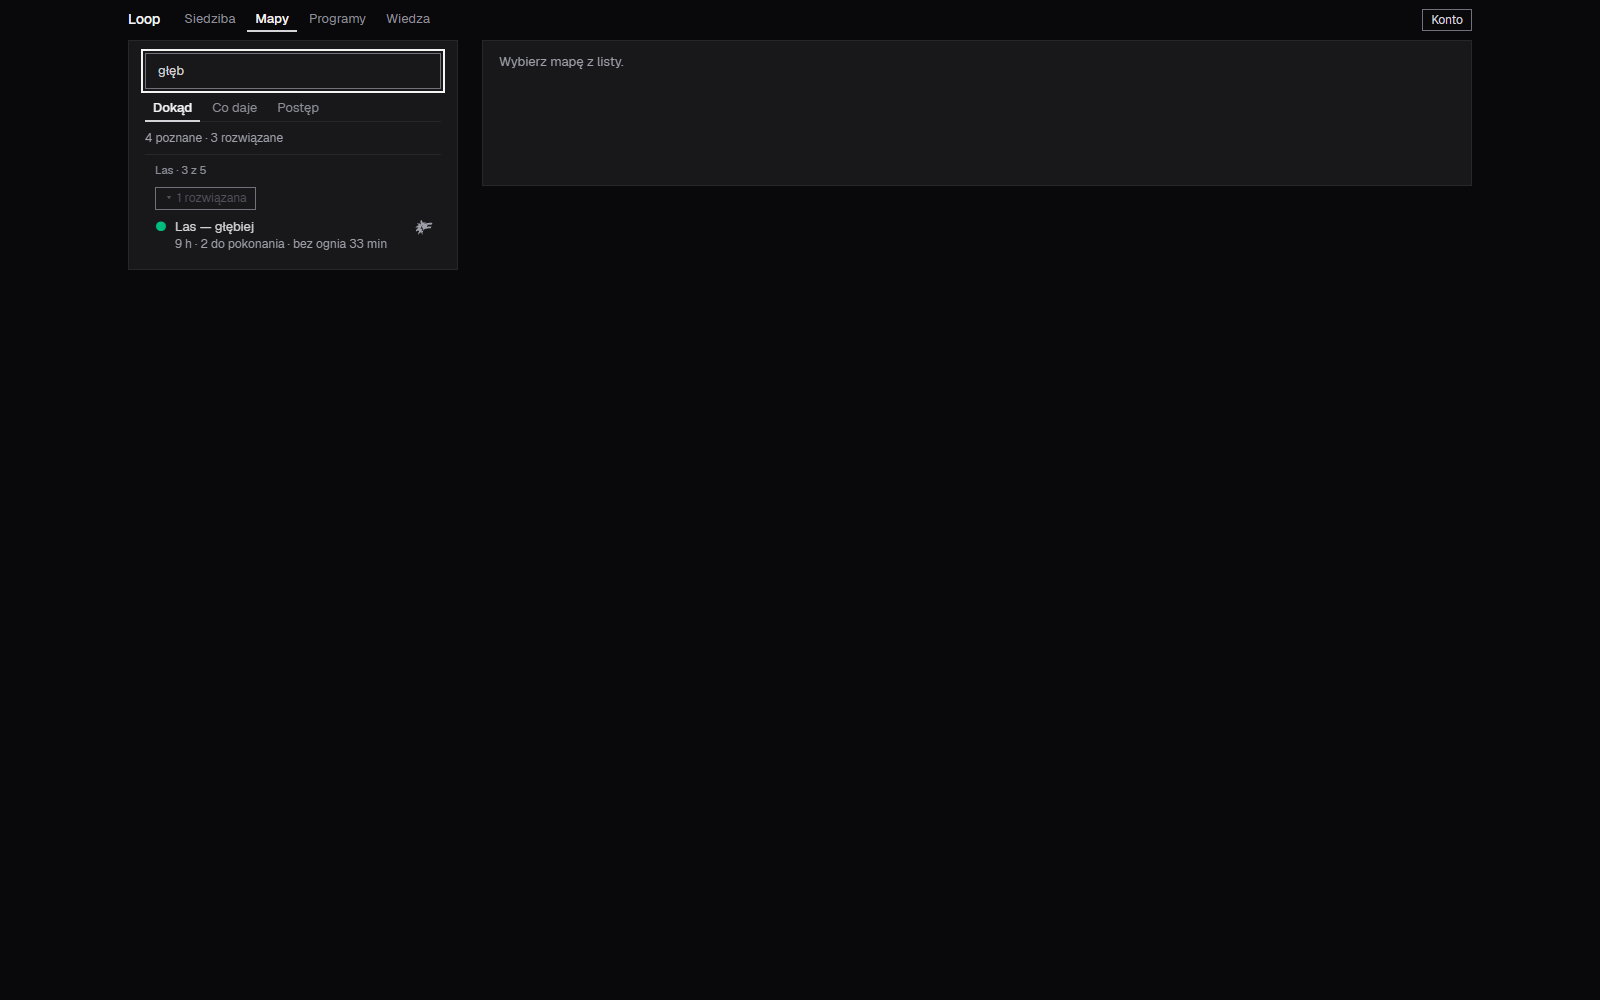 Loop Siedziba Mapy Programy Wiedza Konto
głęb
Dokąd Co daje Postęp
4 poznane · 3 rozwiązane
Las · 3 z 5
1 rozwiązana
Las — głębiej
9 h · 2 do pokonania · bez ognia 33 min
Wybierz mapę z listy.